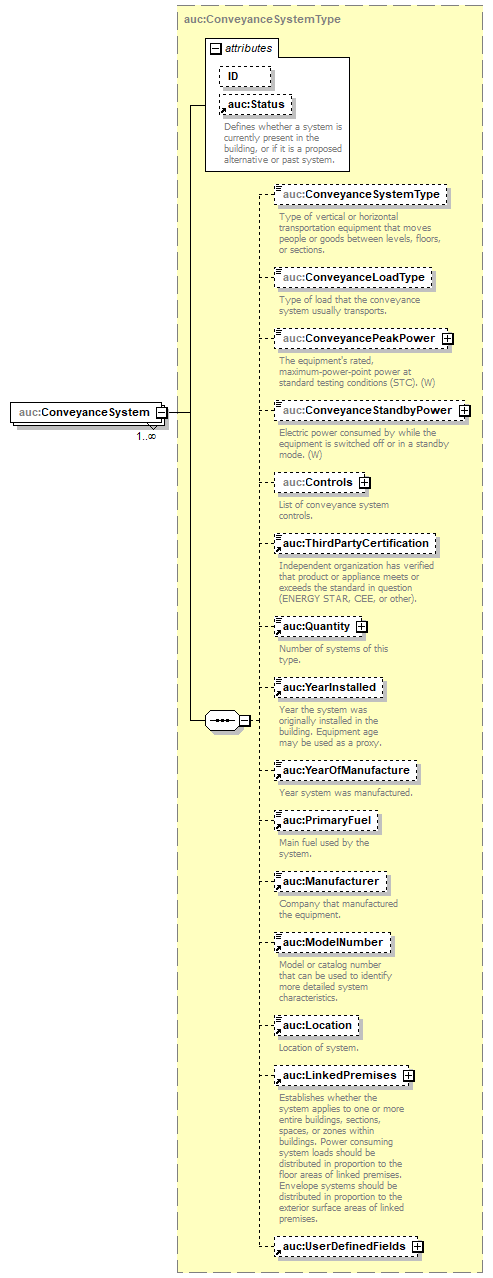 auc:ConveyanceSystemType
attributes
ID
auc:Status
Defines whether a system is
currently present in the
building, or if it is a proposed
alternative or past system.
auc:ConveyanceSystemType
Type of vertical or horizontal
transportation equipment that moves
people or goods between levels, floors,
or sections.
auc:ConveyanceLoadType
Type of load that the conveyance
system usually transports.
auc:ConveyancePeakPower
The equipment's rated,
maximum-power-point power at
standard testing conditions (STC). (W)
auc:ConveyanceSystem
1..∞
auc:ConveyanceStandbyPower
Electric power consumed by while the
equipment is switched off or in a standby
mode. (W)
auc:Controls
List of conveyance system
controls.
auc:ThirdPartyCertification
Independent organization has verified
that product or appliance meets or
exceeds the standard in question
(ENERGY STAR, CEE, or other).
auc:Quantity
Number of systems of this
type.
auc:YearInstalled
Year the system was
originally installed in the
building. Equipment age
may be used as a proxy.
auc:YearOfManufacture
Year system was manufactured.
auc:PrimaryFuel
Main fuel used by the
system.
auc:Manufacturer
Company that manufactured
the equipment.
auc:ModelNumber
Model or catalog number
that can be used to identify
more detailed system
characteristics.
auc:Location
Location of system.
auc:LinkedPremises
Establishes whether the
system applies to one or more
entire buildings, sections,
spaces, or zones within
buildings. Power consuming
system loads should be
distributed in proportion to the
floor areas of linked premises.
Envelope systems should be
distributed in proportion to the
exterior surface areas of linked
premises.
auc:UserDefinedFields